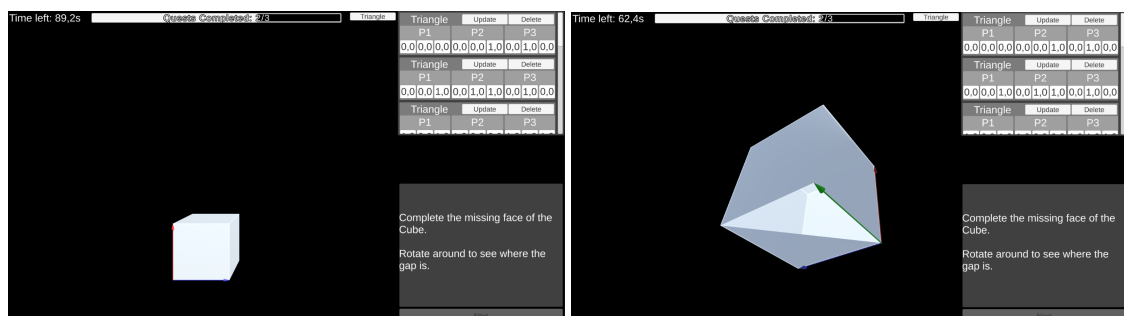 Time left: 89,2s
Quests Completed: 2/3
Triangle
Triangle Update Delete
P1 P2 P3
0,0 0,0 0,0 0,0 0,0 1,0 0,0 1,0 0,0
Triangle Update Delete
P1 P2 P3
0,0 0,0 1,0 0,0 1,0 1,0 0,0 1,0 0,0
Triangle Update Delete
P1 P2 P3
Complete the missing face of the
Cube.
Rotate around to see where the
gap is.
Time left: 62,4s
Quests Completed: 2/3
Triangle
Triangle Update Delete
P1 P2 P3
0,0 0,0 0,0 0,0 0,0 1,0 0,0 1,0 0,0
Triangle Update Delete
P1 P2 P3
0,0 0,0 1,0 0,0 1,0 1,0 0,0 1,0 0,0
Triangle Update Delete
P1 P2 P3
Complete the missing face of the
Cube.
Rotate around to see where the
gap is.